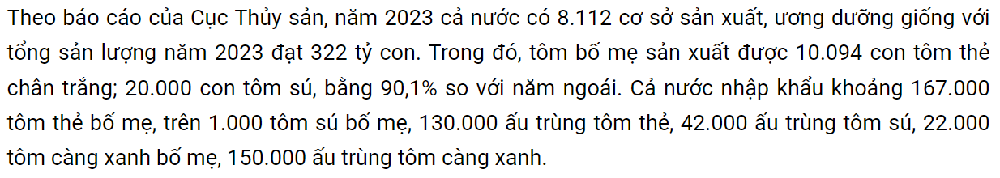 Theo báo cáo của Cục Thủy sản, năm 2023 cả nước có 8.112 cơ sở sản xuất, ương dưỡng giống với
tổng sản lượng năm 2023 đạt 322 tỷ con. Trong đó, tôm bố mẹ sản xuất được 10.094 con tôm thẻ
chân trắng; 20.000 con tôm sú, bằng 90,1% so với năm ngoái. Cả nước nhập khẩu khoảng 167.000
tôm thẻ bố mẹ, trên 1.000 tôm sú bố mẹ, 130.000 ấu trùng tôm thẻ, 42.000 ấu trùng tôm sú, 22.000
tôm càng xanh bố mẹ, 150.000 ấu trùng tôm càng xanh.